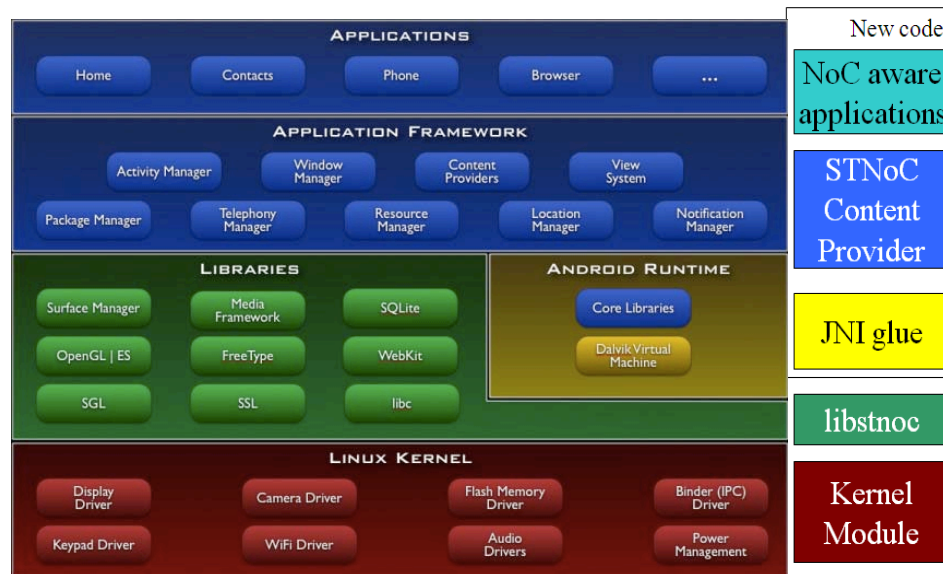 APPLICATIONS
Home
Contacts
Phone
Browser
...
APPLICATION FRAMEWORK
Activity Manager
Window
Manager
Content
Providers
View
System
Package Manager
Telephony
Manager
Resource
Manager
Location
Manager
Notification
Manager
LIBRARIES
Surface Manager
Media
Framework
SQLite
OpenGL | ES
FreeType
WebKit
SGL
SSL
libc
ANDROID RUNTIME
Core Libraries
Dalvik Virtual
Machine
LINUX KERNEL
Display
Driver
Camera Driver
Flash Memory
Driver
Binder (IPC)
Driver
Keypad Driver
WiFi Driver
Audio
Drivers
Power
Management
New code
NoC aware
applications
STNoC
Content
Provider
JNI glue
libstnoc
Kernel
Module